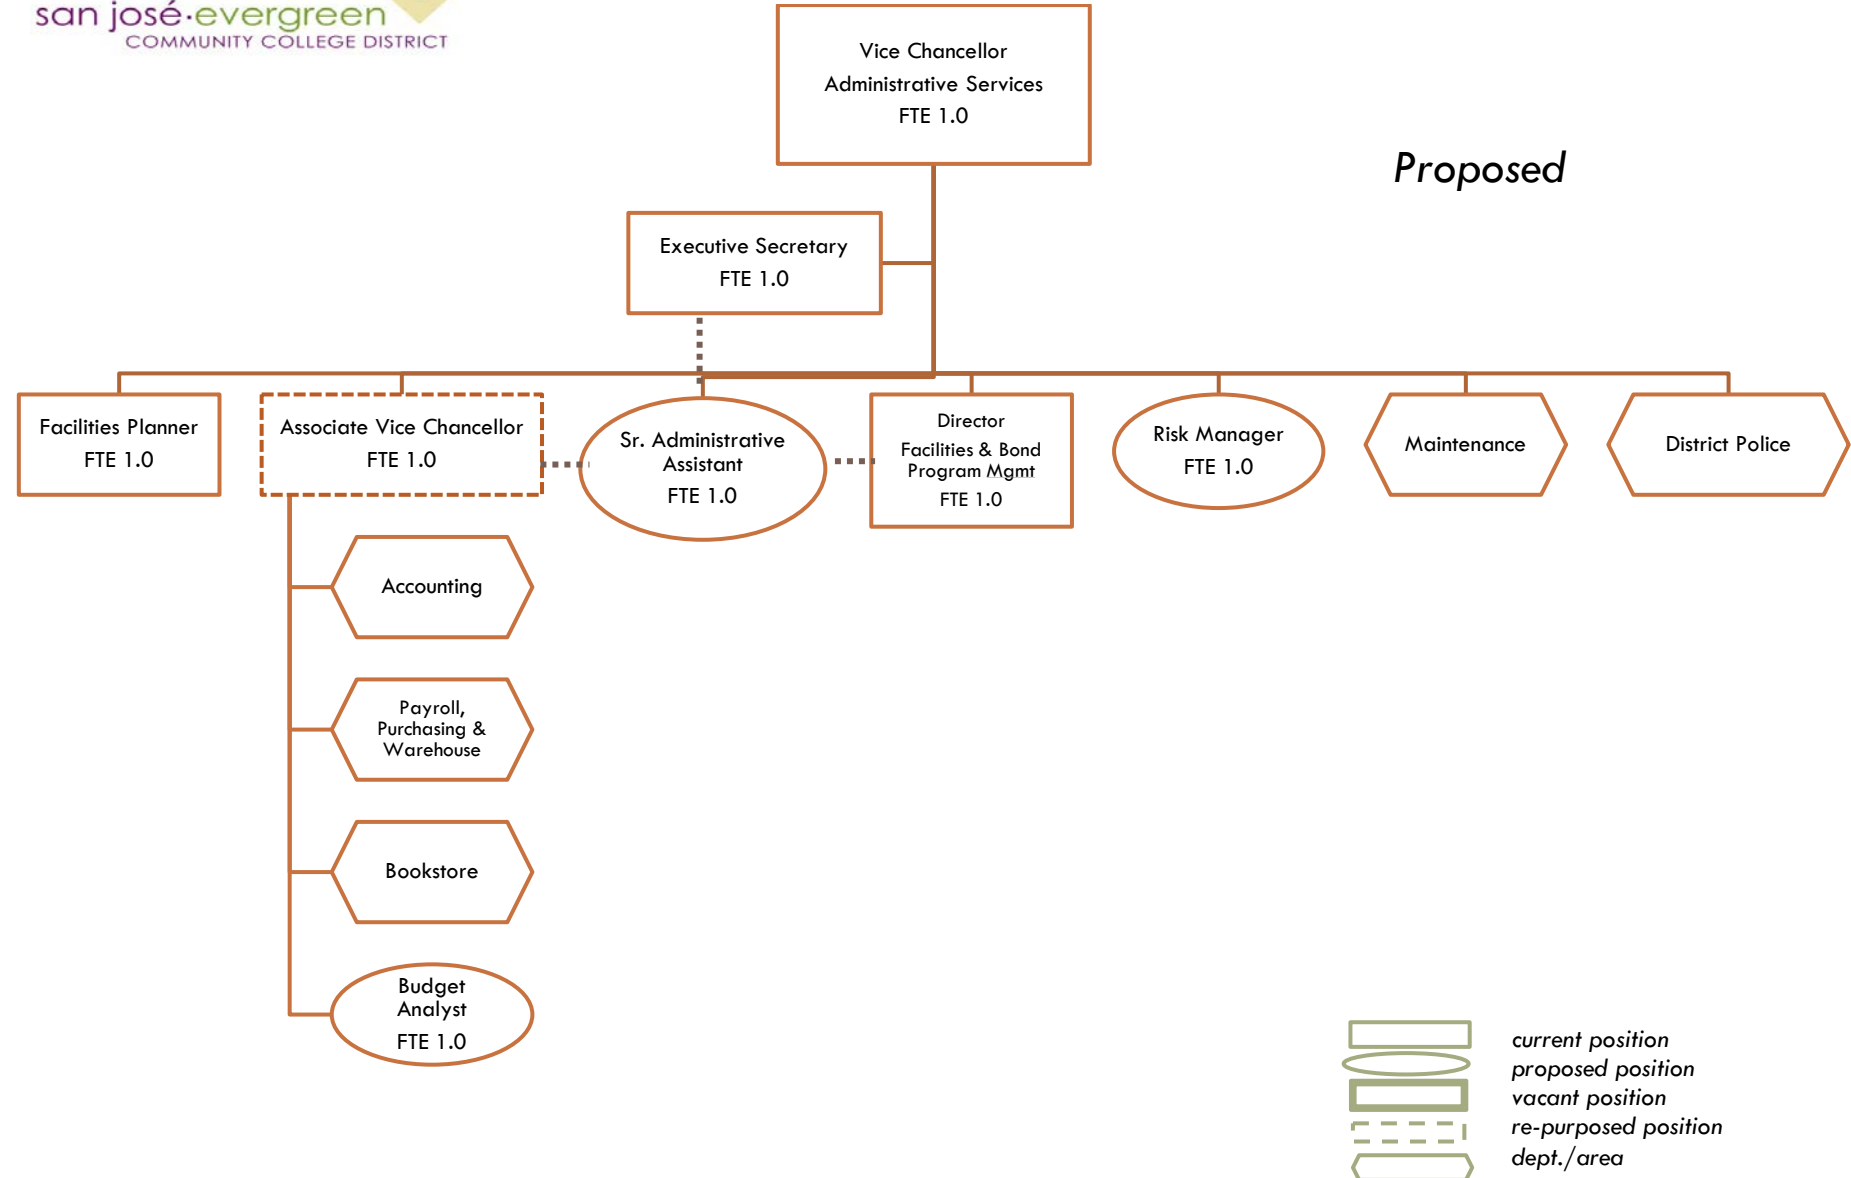 san josé·evergreen
COMMUNITY COLLEGE DISTRICT
Vice Chancellor
Administrative Services
FTE 1.0
Proposed
Executive Secretary
FTE 1.0
Facilities Planner
FTE 1.0
Associate Vice Chancellor
FTE 1.0
Sr. Administrative
Assistant
FTE 1.0
Director
Facilities & Bond
Program Mgmt
FTE 1.0
Risk Manager
FTE 1.0
Maintenance
District Police
Accounting
Payroll,
Purchasing &
Warehouse
Bookstore
Budget
Analyst
FTE 1.0
current position
proposed position
vacant position
re-purposed position
dept./area